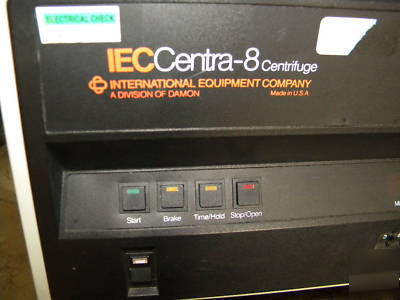 ELECTRICAL CHECK
IEC Centra-8 Centrifuge
INTERNATIONAL EQUIPMENT COMPANY
A DIVISION OF DAMON Made in U.S.A.
Start Brake Time/Hold Stop/Open